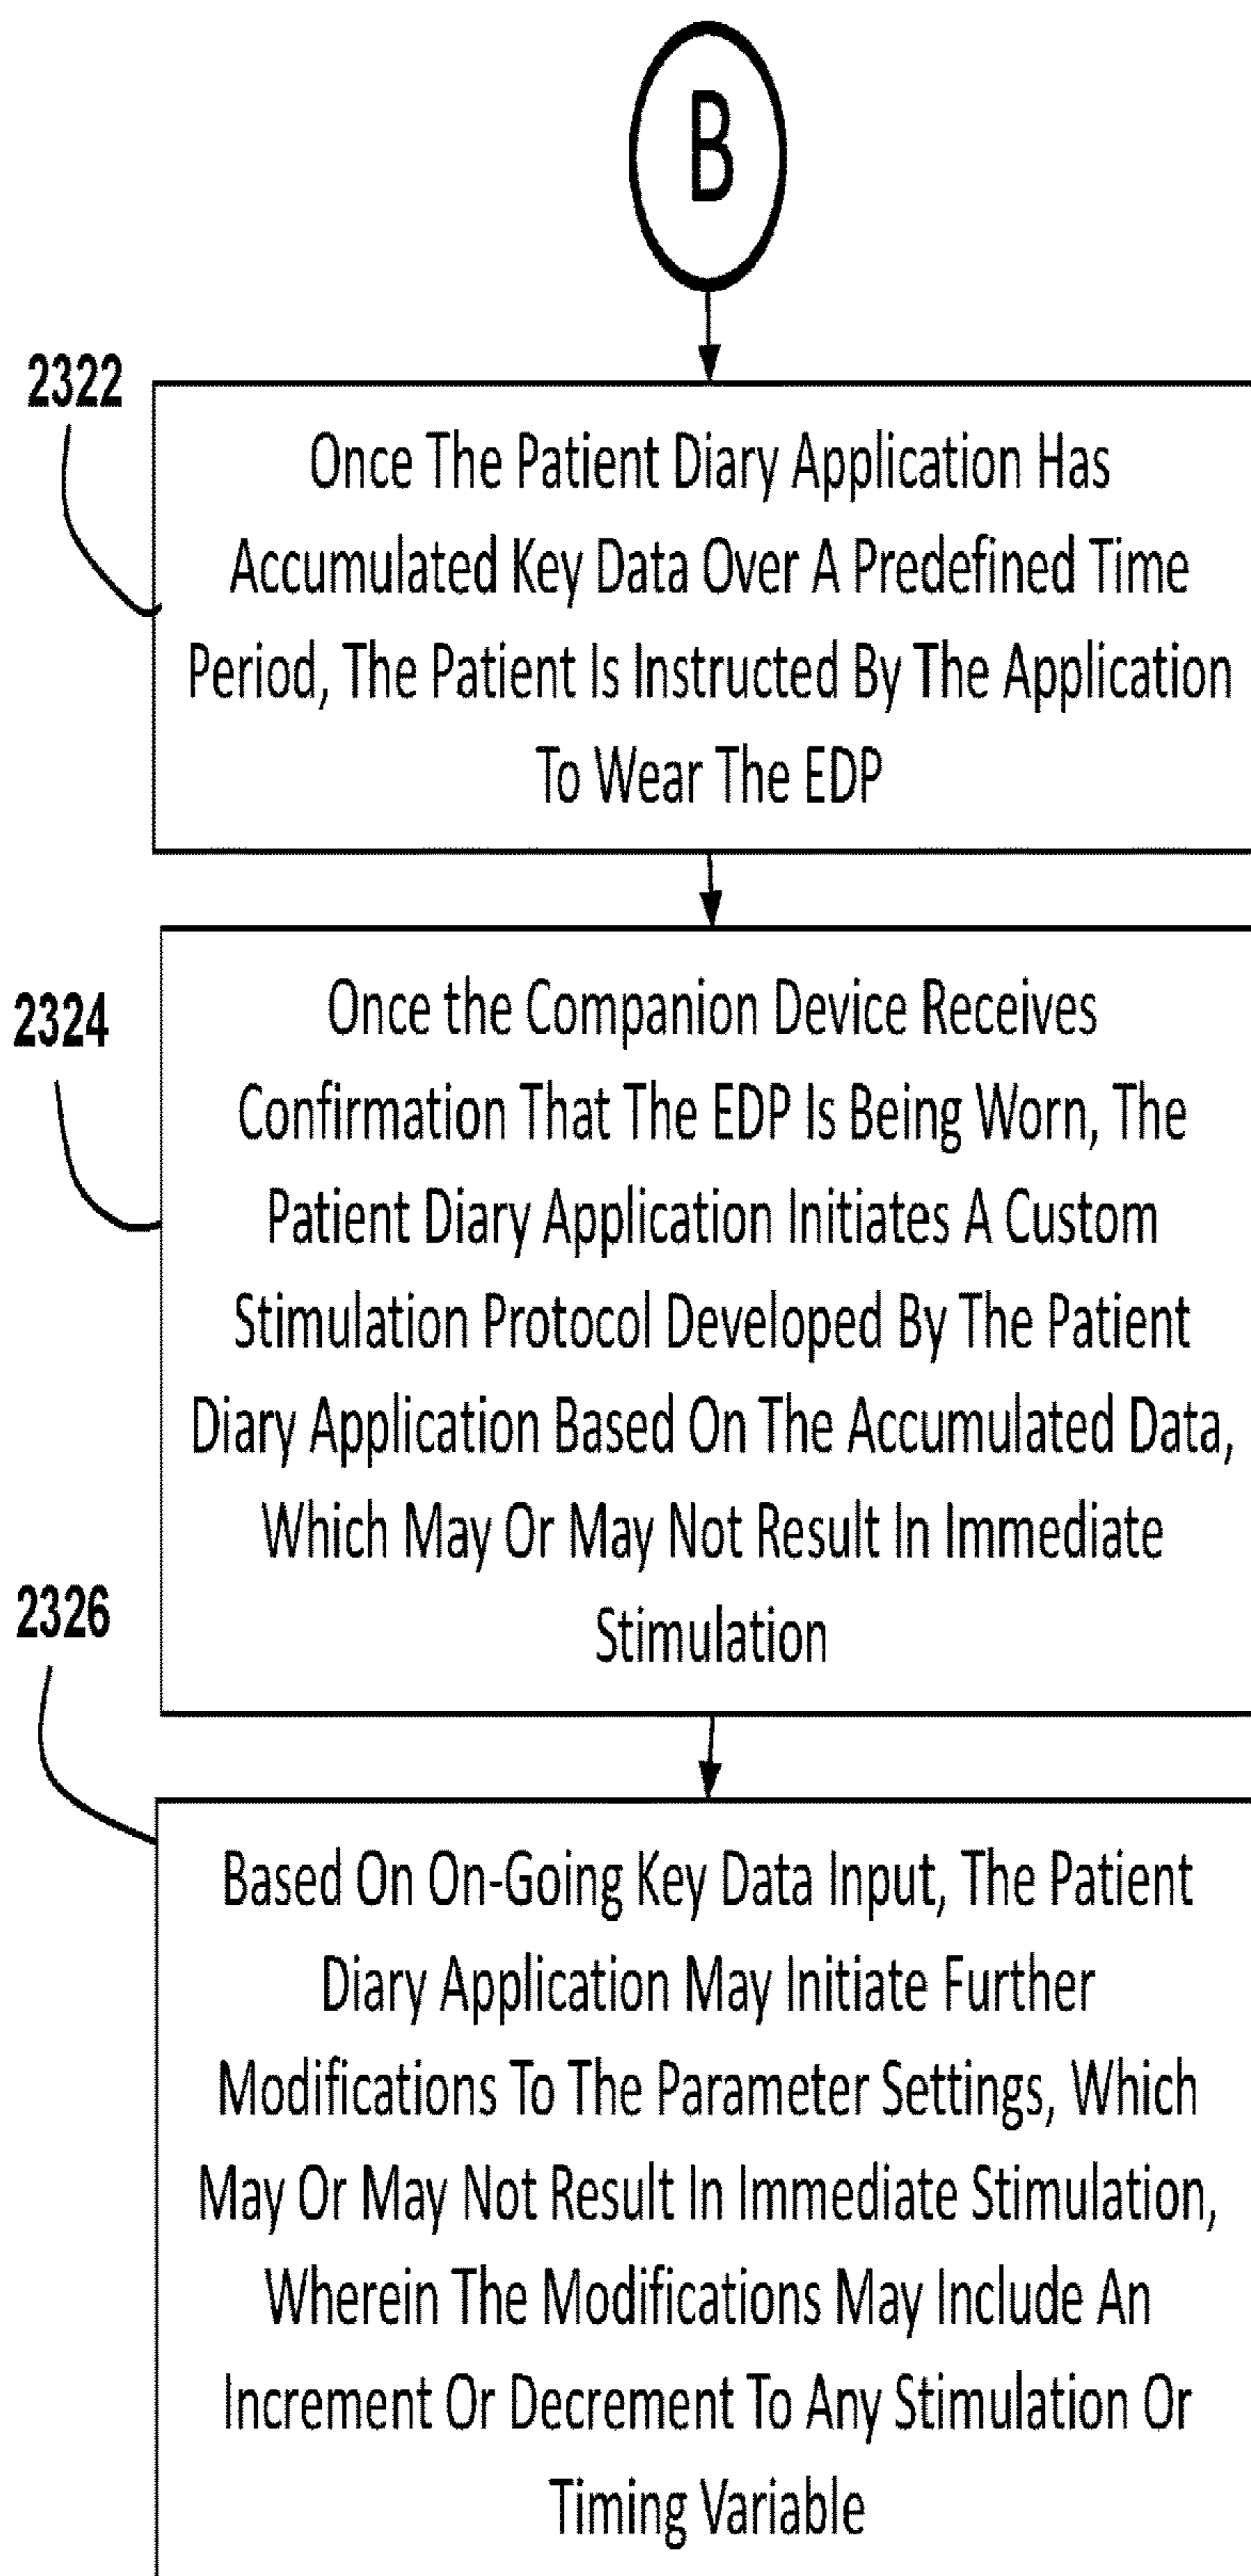 B
2322
Once The Patient Diary Application Has
Accumulated Key Data Over A Predefined Time
Period, The Patient Is Instructed By The Application
To Wear The EDP
2324
Once the Companion Device Receives
Confirmation That The EDP Is Being Worn, The
Patient Diary Application Initiates A Custom
Stimulation Protocol Developed By The Patient
Diary Application Based On The Accumulated Data,
Which May Or May Not Result In Immediate
Stimulation
2326
Based On On-Going Key Data Input, The Patient
Diary Application May Initiate Further
Modifications To The Parameter Settings, Which
May Or May Not Result In Immediate Stimulation,
Wherein The Modifications May Include An
Increment Or Decrement To Any Stimulation Or
Timing Variable